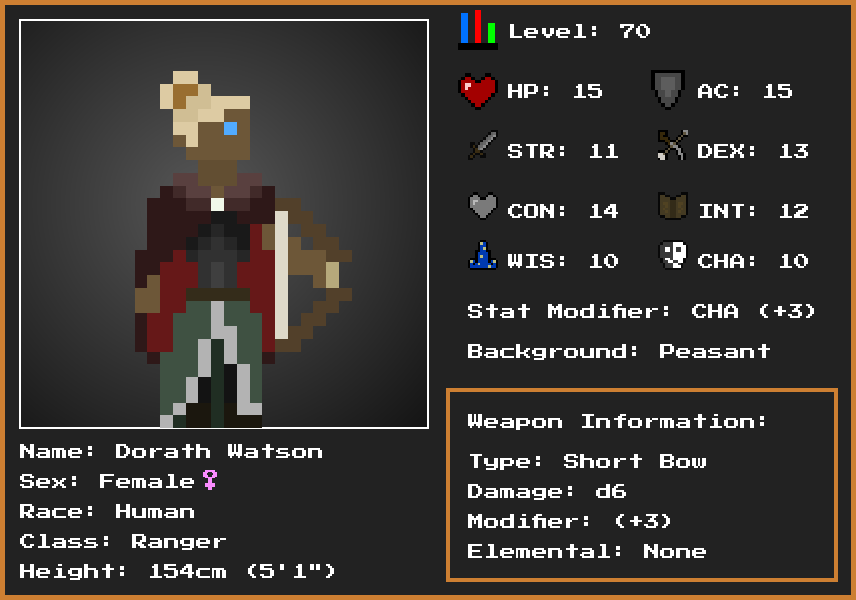 Level: 70
HP: 15
AC: 15
STR: 11
DEX: 13
CON: 14
INT: 12
WIS: 10
CHA: 10
Stat Modifier: CHA (+3)
Background: Peasant
Weapon Information:
Type: Short Bow
Damage: d6
Modifier: (+3)
Elemental: None
Name: Dorath Watson
Sex: Female♀
Race: Human
Class: Ranger
Height: 154cm (5'1")